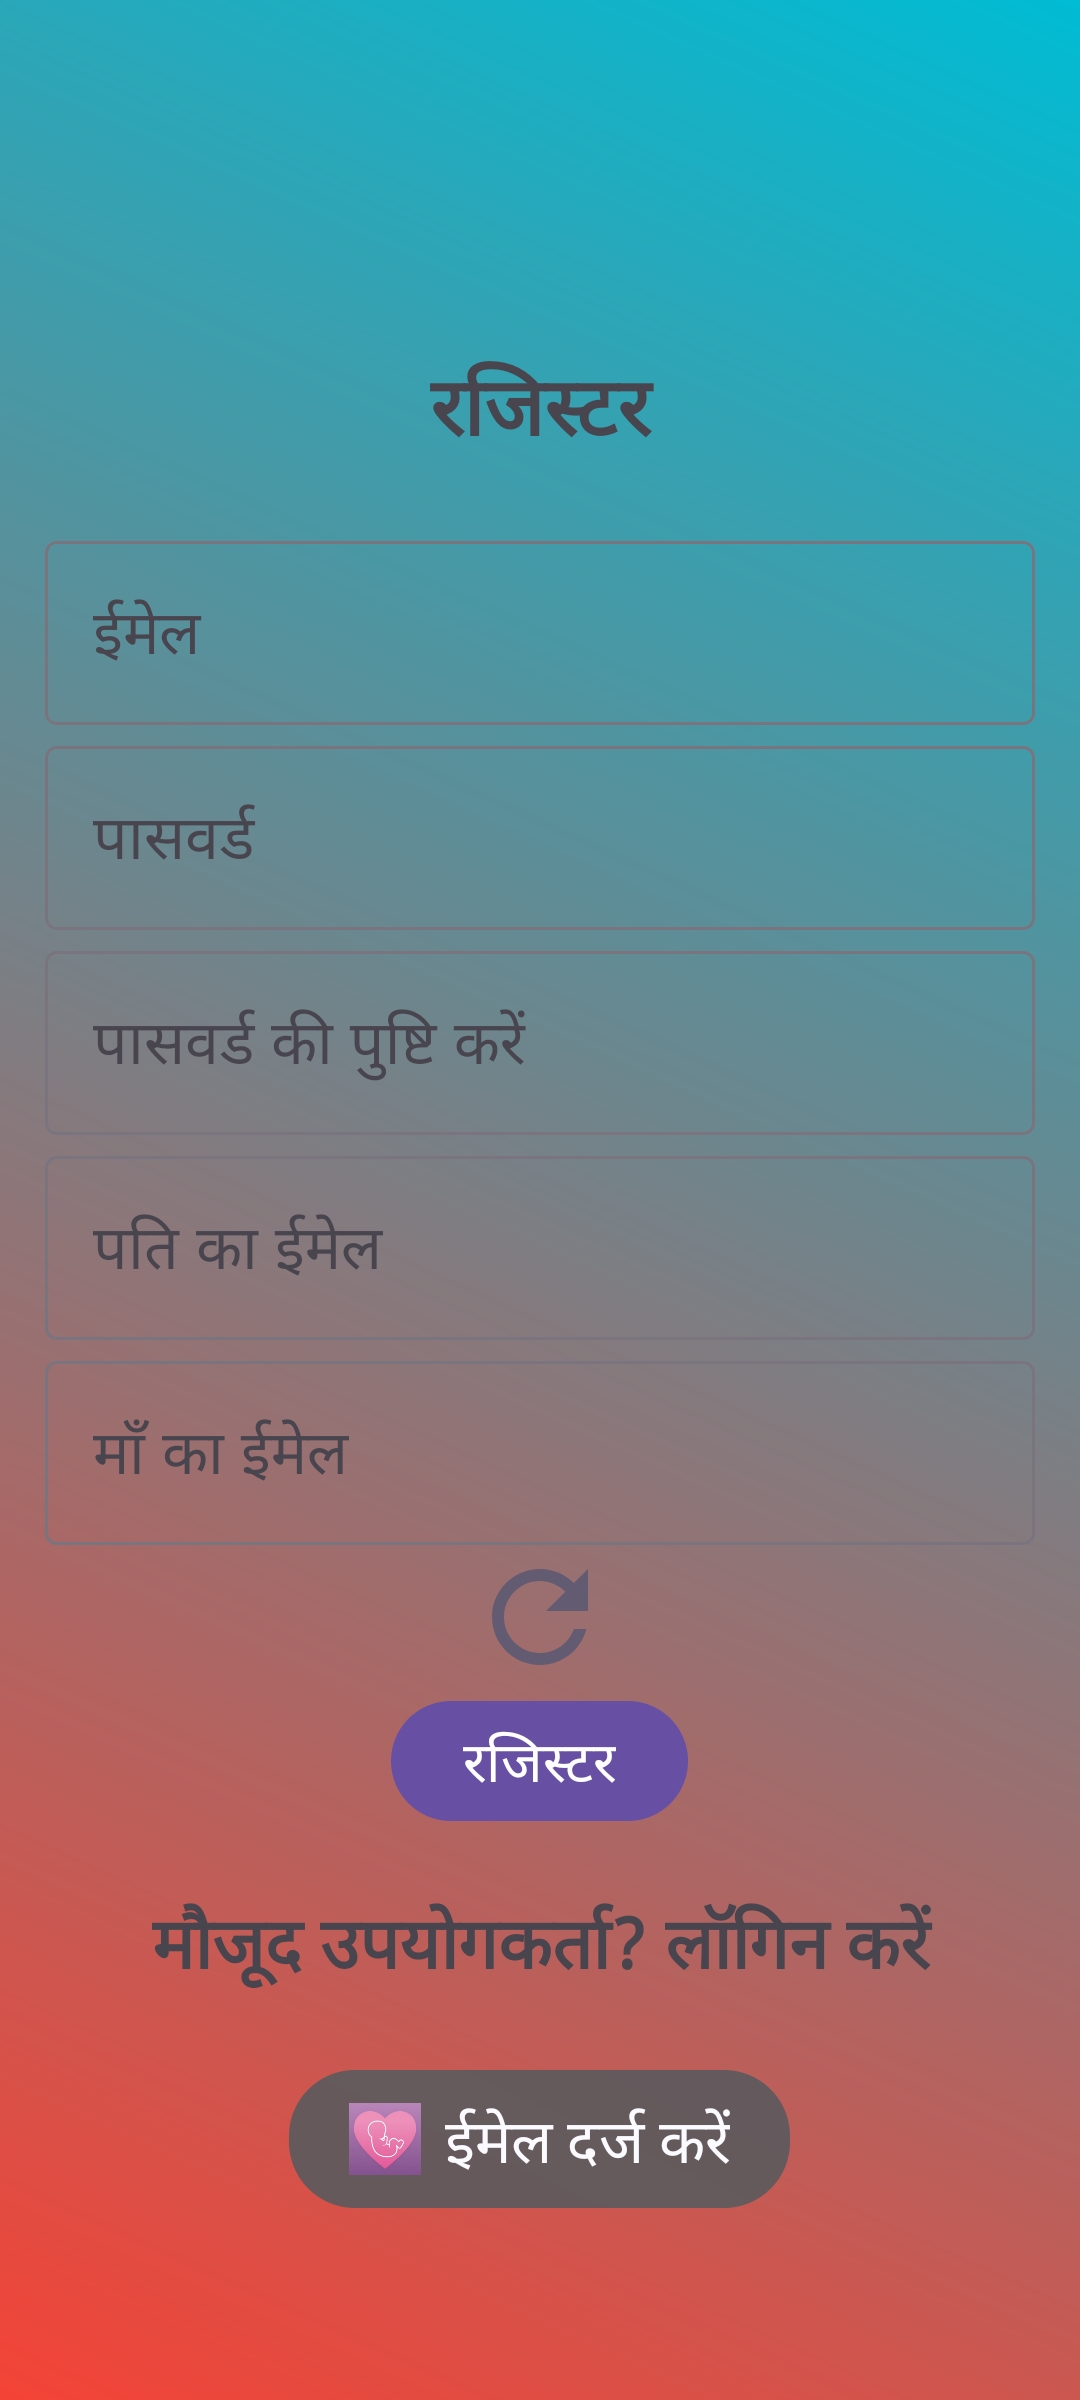 रजिस्टर
ईमेल
पासवर्ड
पासवर्ड की पुष्टि करें
पति का ईमेल
माँ का ईमेल
रजिस्टर
मौजूद उपयोगकर्ता? लॉगिन करें
ईमेल दर्ज करें